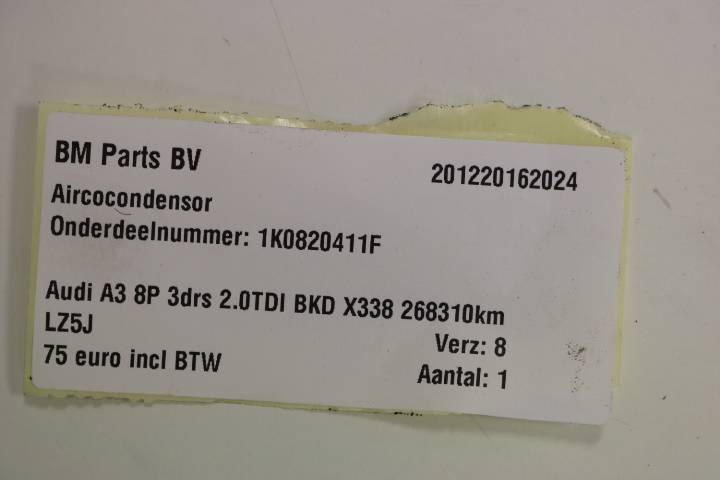 BM Parts BV
201220162024
Aircocondensor
Onderdeelnummer: 1K0820411F
Audi A3 8P 3drs 2.0TDI BKD X338 268310km
LZ5J
Verz: 8
75 euro incl BTW
Aantal: 1